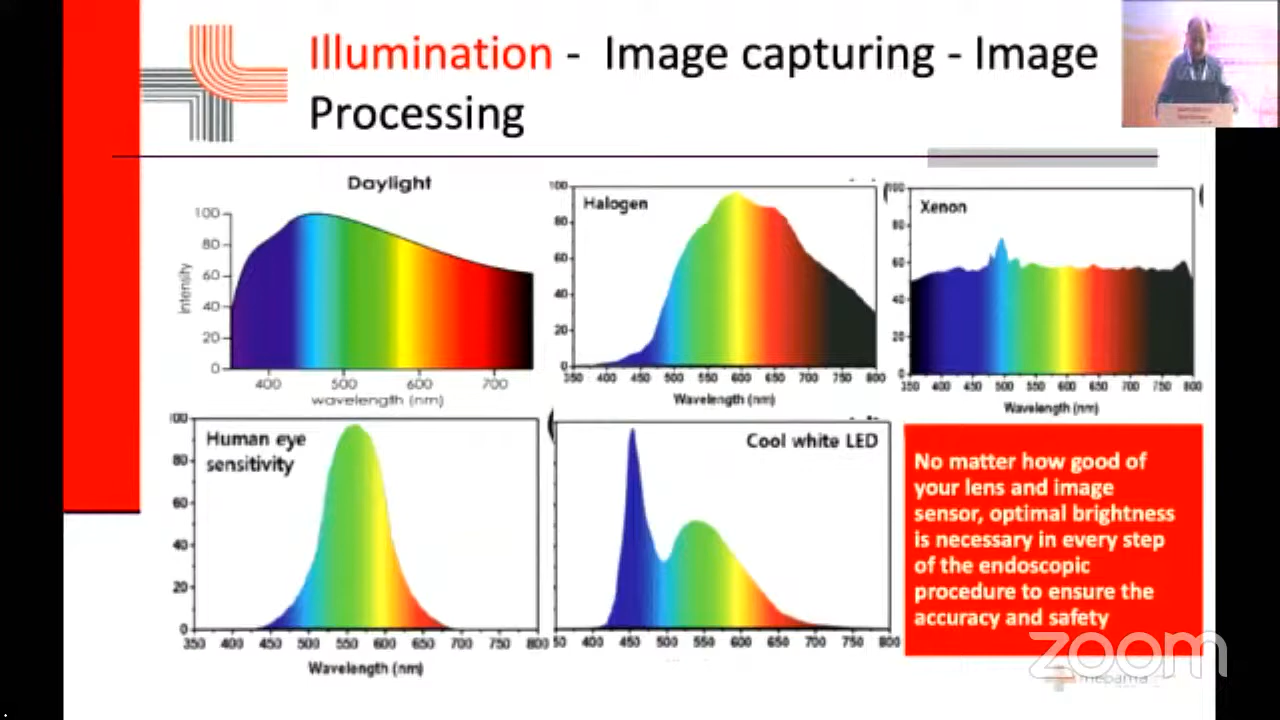 Illumination - Image capturing - Image
Processing
Daylight
intensity
100
80
60
40
20
0
400 500 600 700
wavelength (nm)
Halogen
100
80
60
40
20
0
350 400 450 500 550 600 650 700 750 800
Wavelength (nm)
Xenon
100
80
60
40
20
0
350 400 450 500 550 600 650 700 750 800
Wavelength (nm)
Human eye
sensitivity
100
80
60
40
20
0
350 400 450 500 550 600 650 700 750 800
Wavelength (nm)
Cool white LED
400 450 500 550 600 650 700 750 800
No matter how good of
your lens and image
sensor, optimal brightness
is necessary in every step
of the endoscopic
procedure to ensure the
accuracy and safety
zoom